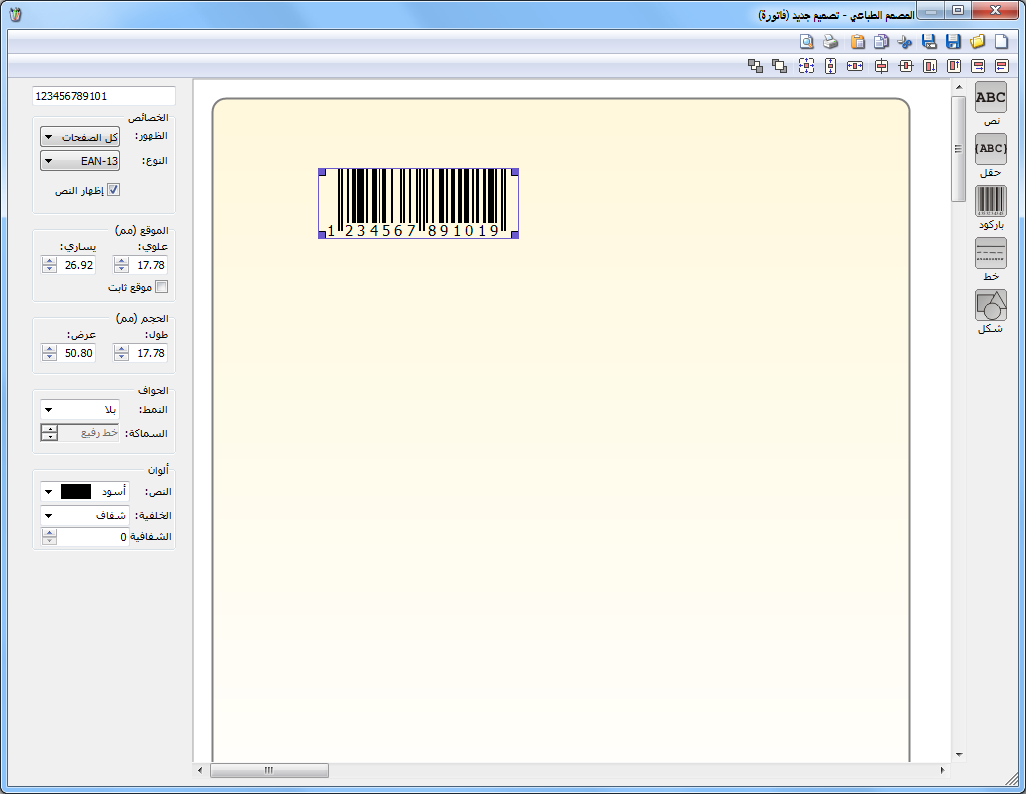 المصمم الطباعي - تصميم جديد (فاتورة)
ABC
نص
{ABC}
حقل
باركود
خط
شكل
1 234567 891019
123456789101
الخصائص
الظهور: كل الصفحات
النوع: EAN-13
إظهار النص
الموقع (مم)
علوي: يساري:
17.78 26.92
موقع ثابت
الحجم (مم)
طول: عرض:
17.78 50.80
الحواف
النمط: بلا
السماكة: خط رفيع
ألوان
النص: أسود
الخلفية: شفاف
الشفافية 0